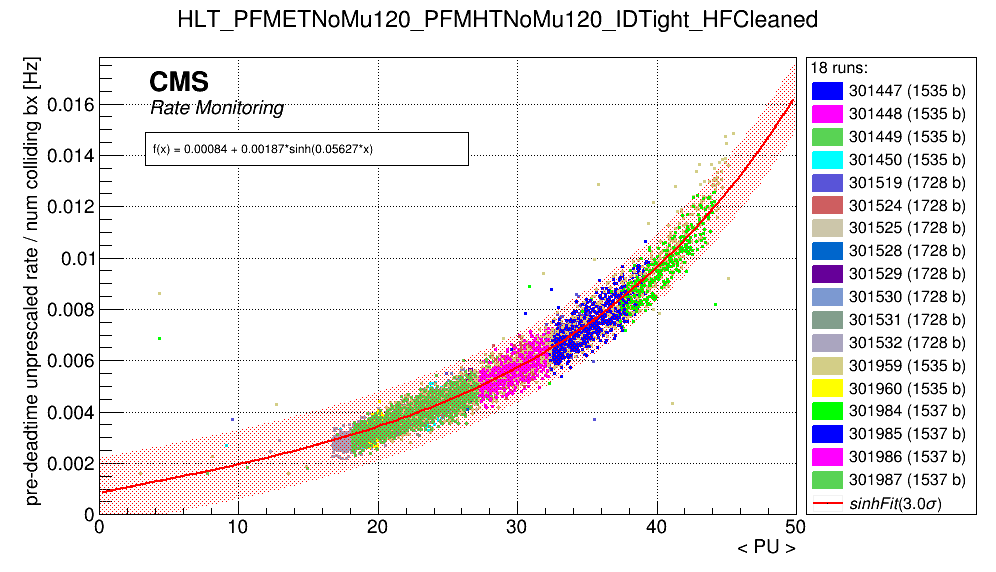 HLT_PFMETNoMu120_PFMHTNoMu120_IDTight_HFCleaned
pre-deadtime unprescaled rate / num colliding bx [Hz]
CMS
Rate Monitoring
f(x) = 0.00084 + 0.00187*sinh(0.05627*x)
0.016
0.014
0.012
0.01
0.008
0.006
0.004
0.002
0
0
10
20
30
40
50
< PU >
18 runs:
301447 (1535 b)
301448 (1535 b)
301449 (1535 b)
301450 (1535 b)
301519 (1728 b)
301524 (1728 b)
301525 (1728 b)
301528 (1728 b)
301529 (1728 b)
301530 (1728 b)
301531 (1728 b)
301532 (1728 b)
301959 (1535 b)
301960 (1535 b)
301984 (1537 b)
301985 (1537 b)
301986 (1537 b)
301987 (1537 b)
sinhFit(3.0σ)